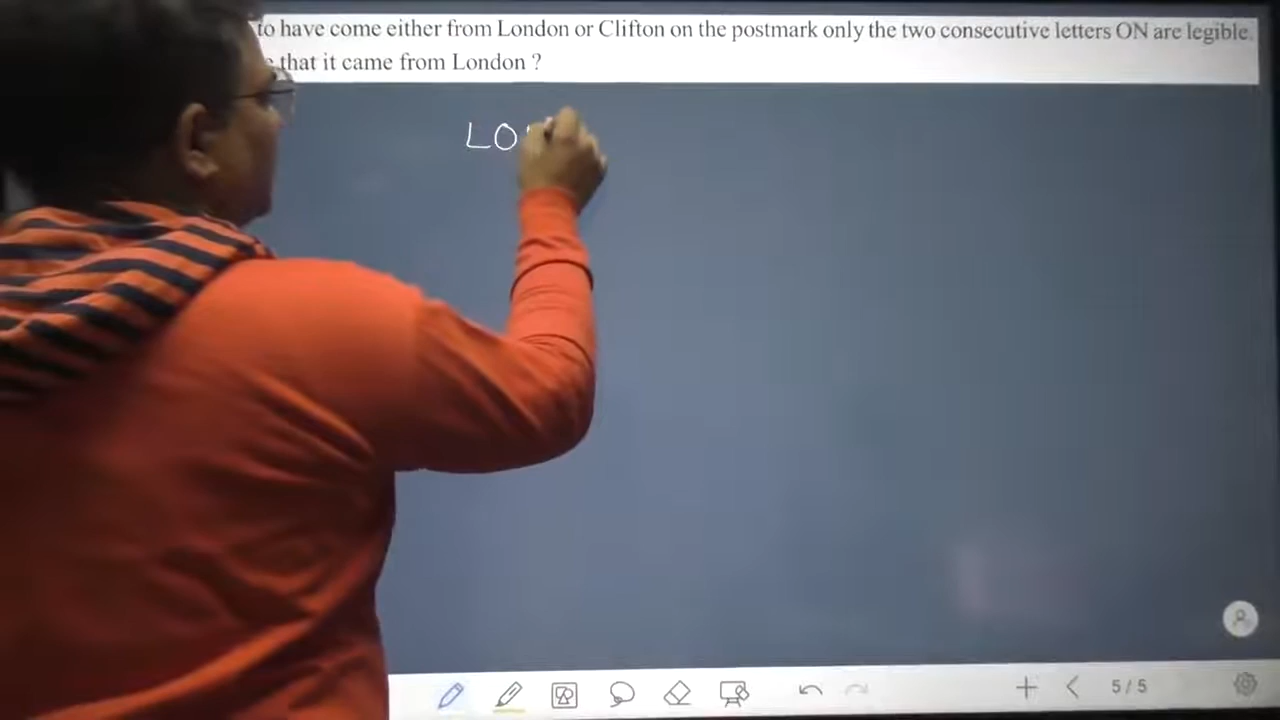 to have come either from London or Clifton on the postmark only the two consecutive letters ON are legible.
that it came from London ?
LO
5 / 5